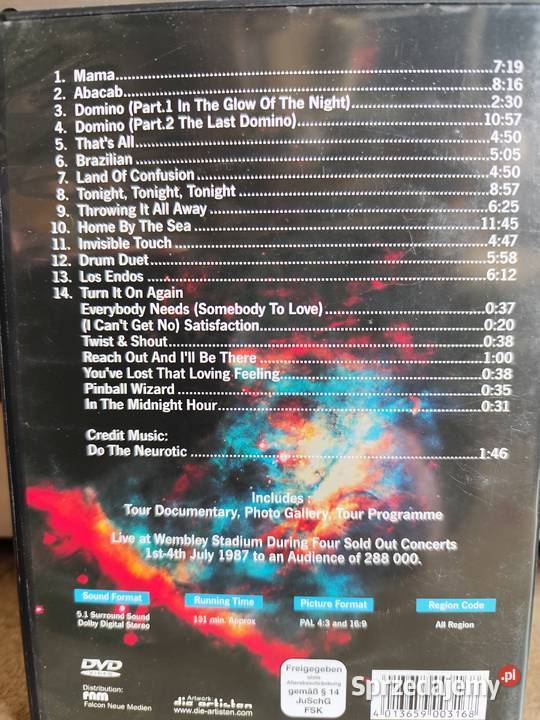 1. Mama 7:19
2. Abacab 8:16
3. Domino (Part.1 In The Glow Of The Night) 2:30
4. Domino (Part.2 The Last Domino) 10:57
5. That's All 4:50
6. Brazilian 5:05
7. Land Of Confusion 4:50
8. Tonight, Tonight, Tonight 8:57
9. Throwing It All Away 6:25
10. Home By The Sea 11:45
11. Invisible Touch 4:47
12. Drum Duet 5:58
13. Los Endos 6:12
14. Turn It On Again
Everybody Needs (Somebody To Love) 0:37
(I Can't Get No) Satisfaction 0:20
Twist & Shout 0:38
Reach Out And I'll Be There 1:00
You've Lost That Loving Feeling 0:38
Pinball Wizard 0:35
In The Midnight Hour 0:31
Credit Music:
Do The Neurotic 1:46
Includes :
Tour Documentary, Photo Gallery, Tour Programme
Live at Wembley Stadium During Four Sold Out Concerts
1st-4th July 1987 to an Audience of 288 000.
Sound Format
5.1 Surround Sound
Dolby Digital Stereo
Running Time
131 min. Approx
Picture Format
PAL 4:3 and 16:9
Region Code
All Region
DVD
VIDEO
Distribution:
fnm
Falcon Neue Medien
Artwork:
die artisten
www.die-artisten.com
Freigegeben
ohne
Altersbeschränkung
gemäß § 14
JuSchG
FSK
Sprzedajemy.pl
4 013659 003168